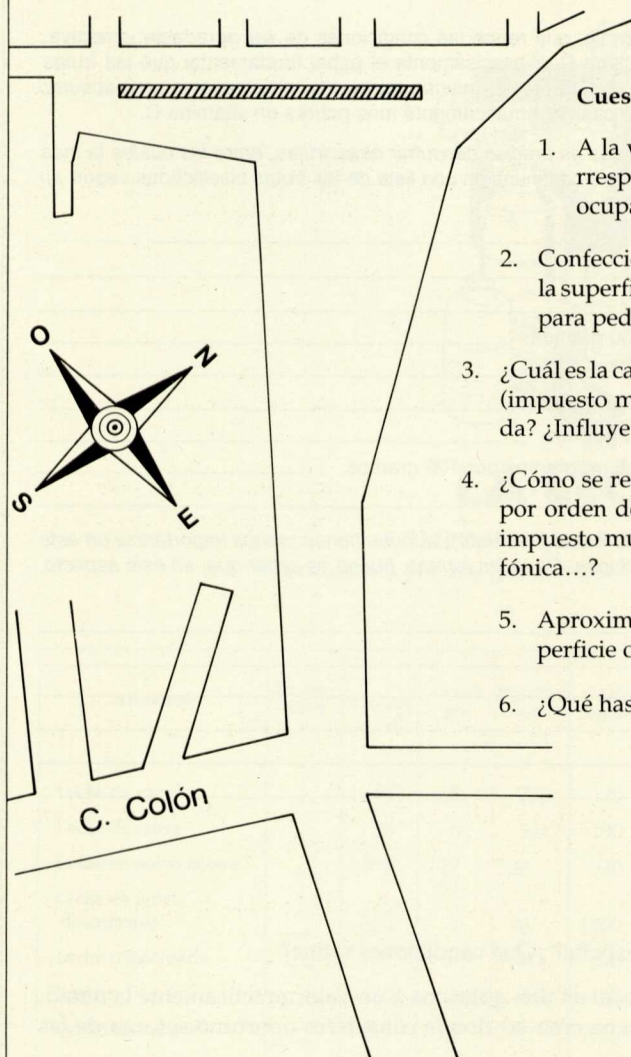 Cues
1. A la v
rresp
ocupa
2. Confecci
la superfi
para ped
3. ¿Cuál es la ca
(impuesto m
da? ¿Influye
4. ¿Cómo se re
por orden de
impuesto mu
fónica…?
5. Aproxim
perficie o
6. ¿Qué has
O
N
S
E
C. Colón